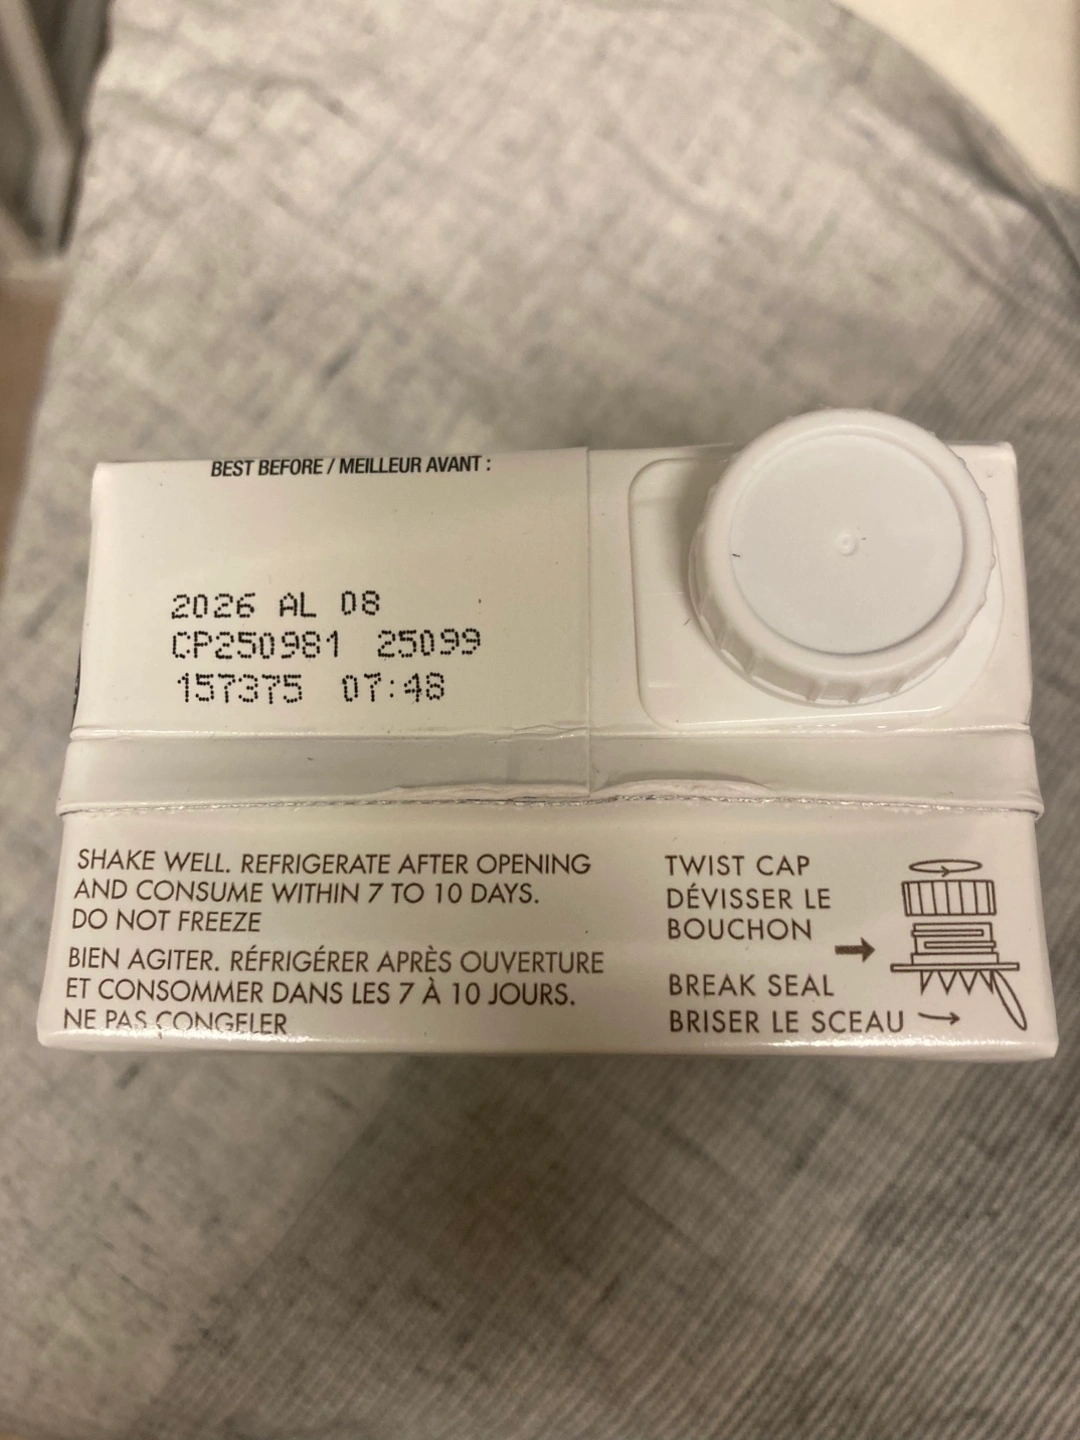 BEST BEFORE / MEILLEUR AVANT :
2026 AL 08
CP250981 25099
157375 07:48
SHAKE WELL. REFRIGERATE AFTER OPENING
AND CONSUME WITHIN 7 TO 10 DAYS.
DO NOT FREEZE
BIEN AGITER. RÉFRIGÉRER APRÈS OUVERTURE
ET CONSOMMER DANS LES 7 À 10 JOURS.
NE PAS CONGELER
TWIST CAP
DÉVISSER LE
BOUCHON
BREAK SEAL
BRISER LE SCEAU